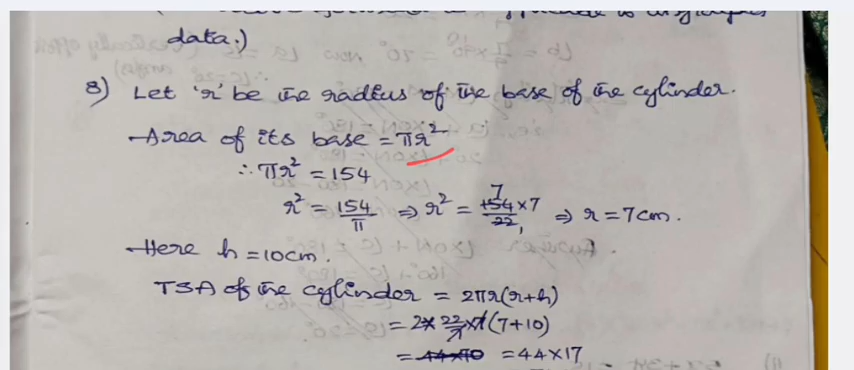 data.)
8) Let 'r' be the radius of the base of the cylinder.
Area of its base = πr²
∴ πr² = 154
r² = 154/π ⇒ r² = 154×7/22 7 ⇒ r = 7cm.
Here h = 10cm.
TSA of the cylinder = 2πr(r+h)
= 2×22/7×7(7+10)
= 44×10 = 44×17